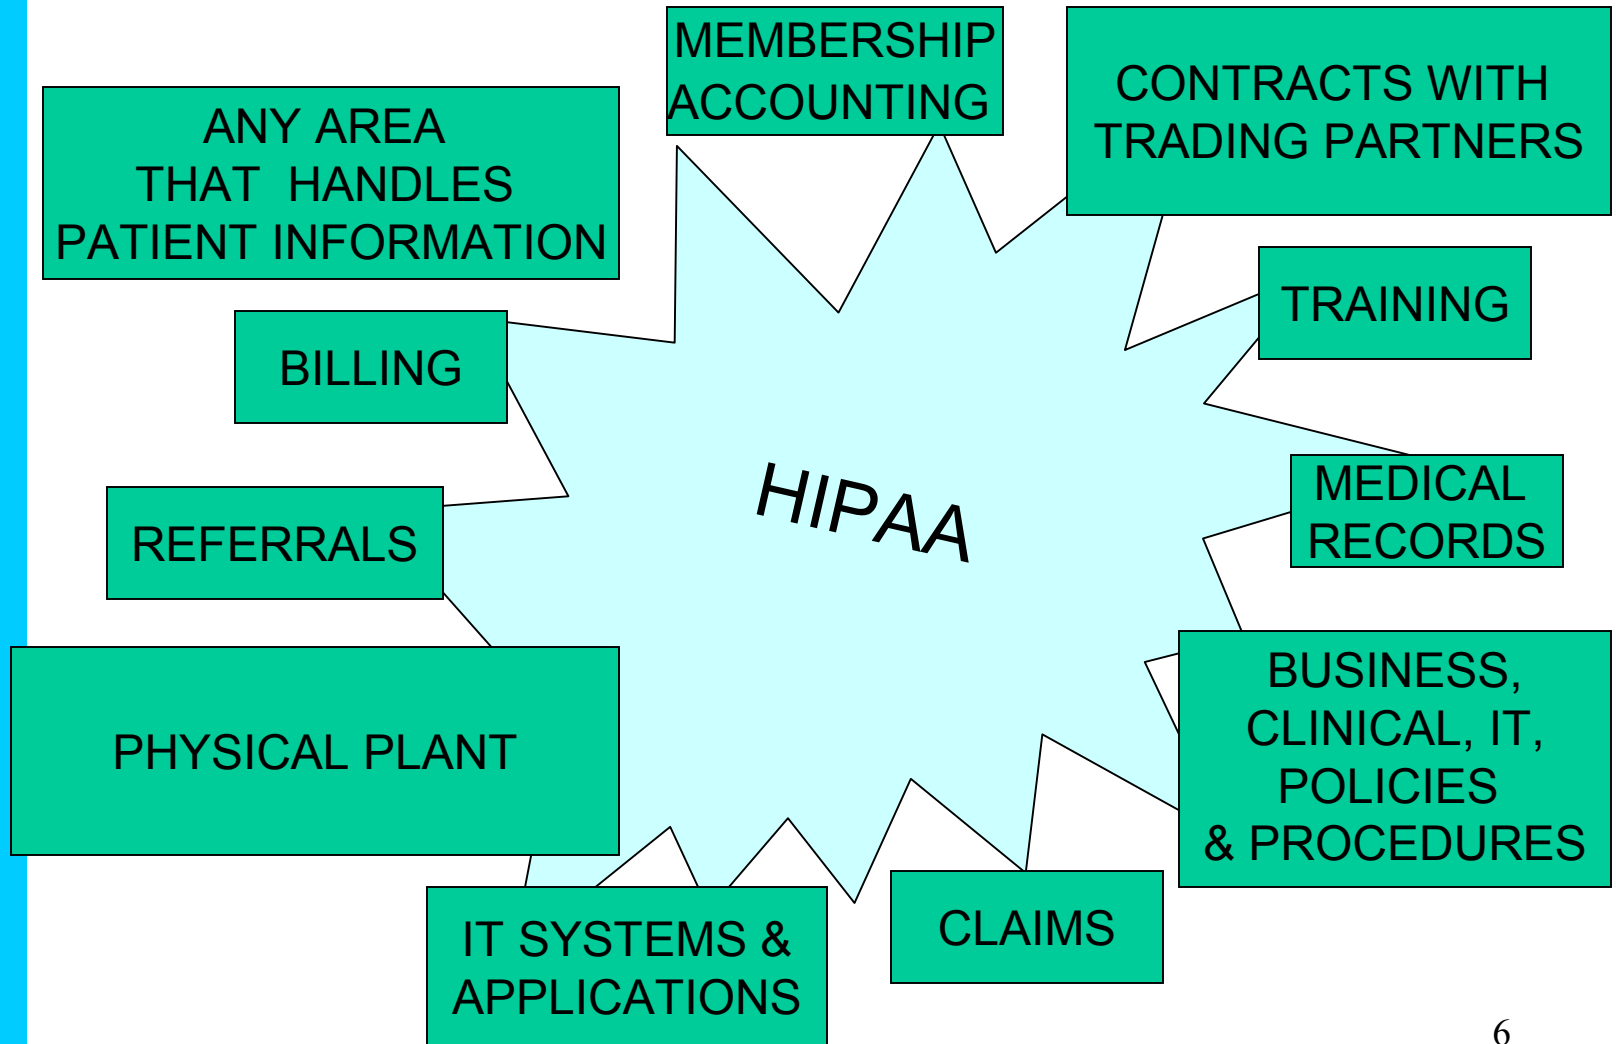 MEMBERSHIP
ACCOUNTING
CONTRACTS WITH
TRADING PARTNERS
ANY AREA
THAT HANDLES
PATIENT INFORMATION
TRAINING
BILLING
HIPAA
MEDICAL
RECORDS
REFERRALS
BUSINESS,
CLINICAL, IT,
POLICIES
& PROCEDURES
PHYSICAL PLANT
CLAIMS
IT SYSTEMS &
APPLICATIONS
6